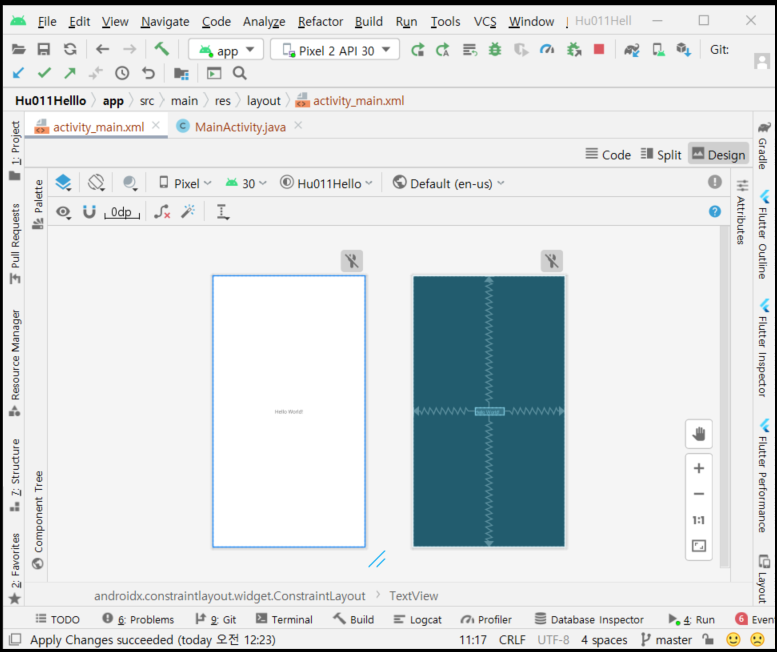 File Edit View Navigate Code Analyze Refactor Build Run Tools VCS Window Hu011Hell
app Pixel 2 API 30 Git:
Hu011Helllo app src main res layout activity_main.xml
activity_main.xml MainActivity.java
Code Split Design
Pixel 30 Hu011Hello Default (en-us)
0dp
1: Project
Pull Requests
Resource Manager
7: Structure
2: Favorites
Palette
Component Tree
Hello World!
1:1
Attributes
Gradle
Flutter Outline
Flutter Inspector
Flutter Performance
Layout
androidx.constraintlayout.widget.ConstraintLayout TextView
TODO 6: Problems 9: Git Terminal Build Logcat Profiler Database Inspector 4: Run 6 Even
Apply Changes succeeded (today 오전 12:23) 11:17 CRLF UTF-8 4 spaces master